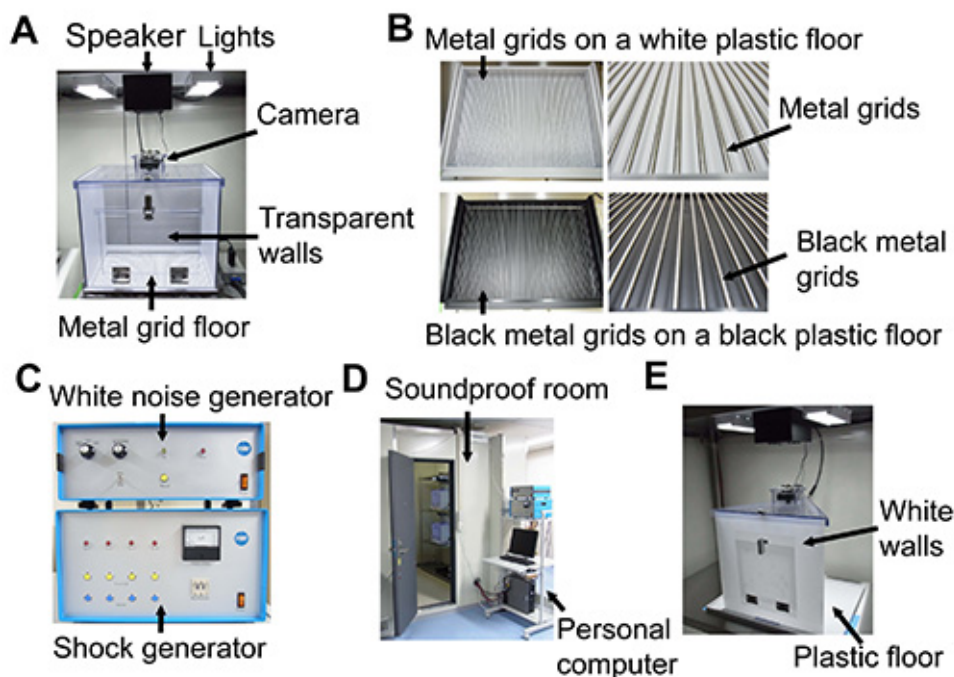 A
Speaker
Lights
Camera
Transparent
walls
Metal grid floor
B
Metal grids on a white plastic floor
Metal grids
Black metal
grids
Black metal grids on a black plastic floor
C
White noise generator
Shock generator
D
Soundproof room
Personal
computer
E
White
walls
Plastic floor